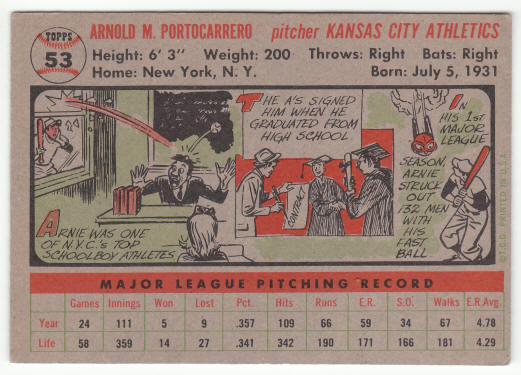 TOPPS
53
ARNOLD M. PORTOCARRERO pitcher KANSAS CITY ATHLETICS
Height: 6' 3" Weight: 200 Throws: Right Bats: Right
Home: New York, N. Y. Born: July 5, 1931
ARNIE WAS ONE
OF N.Y.C.'S TOP
SCHOOLBOY ATHLETES
THE A'S SIGNED
HIM WHEN HE
GRADUATED FROM
HIGH SCHOOL
CONTRACT
IN
HIS 1ST
MAJOR
LEAGUE
SEASON,
ARNIE
STRUCK
OUT
132 MEN
WITH
HIS
FAST
BALL
© T.C.G. PRINTED IN U.S.A.
MAJOR LEAGUE PITCHING RECORD
Games Innings Won Lost Pct. Hits Runs E.R. S.O. Walks E.R.Avg.
Year 24 111 5 9 .357 109 66 59 34 67 4.78
Life 58 359 14 27 .341 342 190 171 166 181 4.29